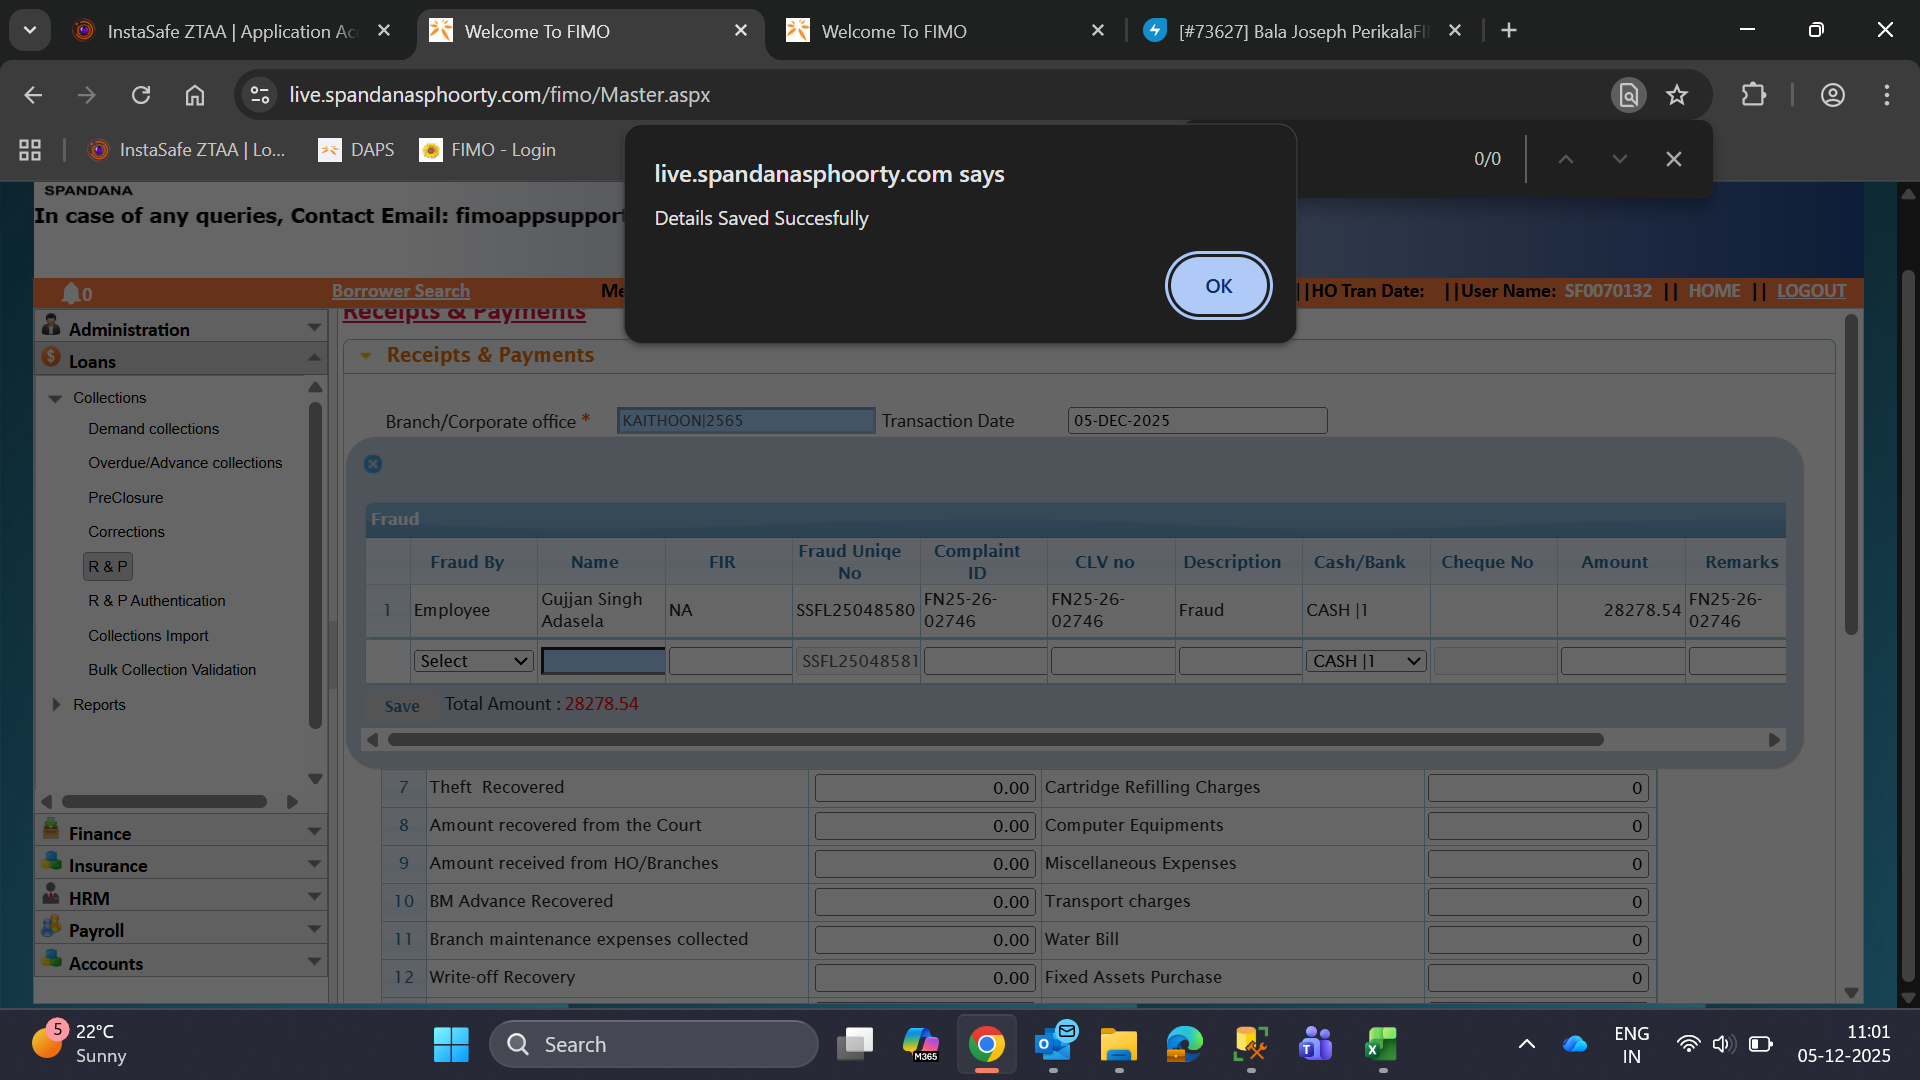 InstaSafe ZTAA | Application Acc
Welcome To FIMO
Welcome To FIMO
[#73627] Bala Joseph PerikalaFI
live.spandanasphoorty.com/fimo/Master.aspx
InstaSafe ZTAA | Lo...
DAPS
FIMO - Login
0/0
live.spandanasphoorty.com says
Details Saved Succesfully
OK
SPANDANA
In case of any queries, Contact Email: fimoappsupport
0
Borrower Search
Me
||HO Tran Date:
||User Name: SF0070132 || HOME || LOGOUT
Administration
Loans
Collections
Demand collections
Overdue/Advance collections
PreClosure
Corrections
R & P
R & P Authentication
Collections Import
Bulk Collection Validation
Reports
Finance
Insurance
HRM
Payroll
Accounts
Receipts & Payments
Receipts & Payments
Branch/Corporate office *
KAITHOON|2565
Transaction Date
05-DEC-2025
Fraud
Fraud By
Name
FIR
Fraud Uniqe No
Complaint ID
CLV no
Description
Cash/Bank
Cheque No
Amount
Remarks
1
Employee
Gujjan Singh Adasela
NA
SSFL25048580
FN25-26-02746
FN25-26-02746
Fraud
CASH |1
28278.54
FN25-26-02746
Select
SSFL25048581
CASH |1
Save
Total Amount : 28278.54
7 Theft Recovered 0.00 Cartridge Refilling Charges 0
8 Amount recovered from the Court 0.00 Computer Equipments 0
9 Amount received from HO/Branches 0.00 Miscellaneous Expenses 0
10 BM Advance Recovered 0.00 Transport charges 0
11 Branch maintenance expenses collected 0.00 Water Bill 0
12 Write-off Recovery 0.00 Fixed Assets Purchase 0
5
22°C
Sunny
Search
M365
ENG
IN
11:01
05-12-2025